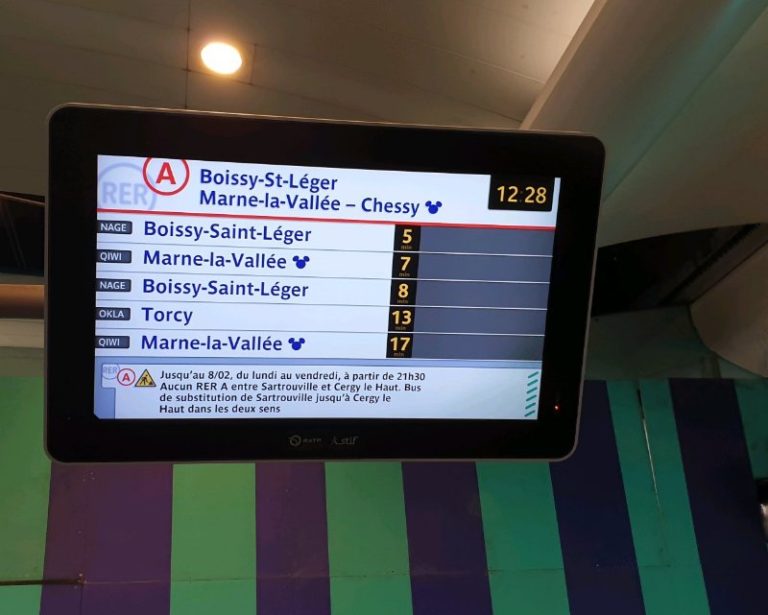 RER A Boissy-St-Léger
Marne-la-Vallée – Chessy
12:28
NAGE Boissy-Saint-Léger 5 min
QIWI Marne-la-Vallée 7 min
NAGE Boissy-Saint-Léger 8 min
OKLA Torcy 13 min
QIWI Marne-la-Vallée 17 min
RER A Jusqu'au 8/02, du lundi au vendredi, à partir de 21h30
Aucun RER A entre Sartrouville et Cergy le Haut. Bus
de substitution de Sartrouville jusqu'à Cergy le
Haut dans les deux sens
RATP stif